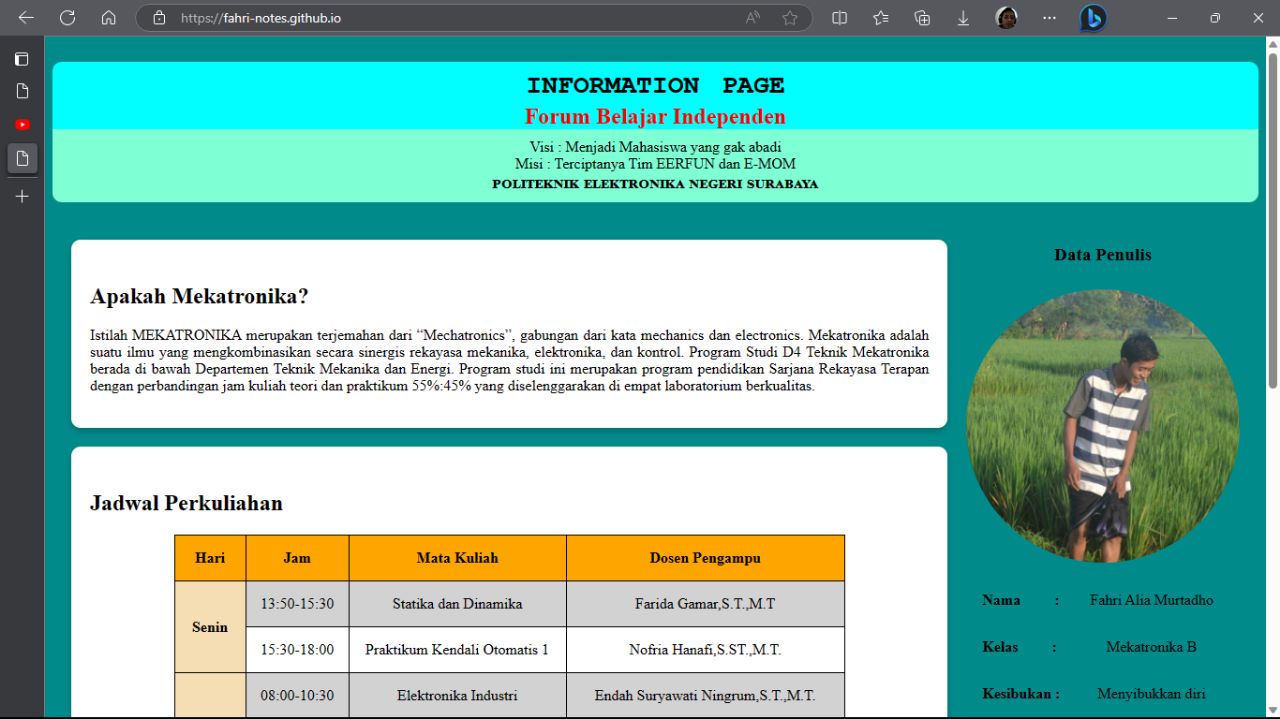 https://fahri-notes.github.io
INFORMATION PAGE
Forum Belajar Independen
Visi : Menjadi Mahasiswa yang gak abadi
Misi : Terciptanya Tim EERFUN dan E-MOM
POLITEKNIK ELEKTRONIKA NEGERI SURABAYA
Apakah Mekatronika?
Istilah MEKATRONIKA merupakan terjemahan dari “Mechatronics”, gabungan dari kata mechanics dan electronics. Mekatronika adalah
suatu ilmu yang mengkombinasikan secara sinergis rekayasa mekanika, elektronika, dan kontrol. Program Studi D4 Teknik Mekatronika
berada di bawah Departemen Teknik Mekanika dan Energi. Program studi ini merupakan program pendidikan Sarjana Rekayasa Terapan
dengan perbandingan jam kuliah teori dan praktikum 55%:45% yang diselenggarakan di empat laboratorium berkualitas.
Jadwal Perkuliahan
Hari Jam Mata Kuliah Dosen Pengampu
Senin
13:50-15:30 Statika dan Dinamika Farida Gamar,S.T.,M.T
15:30-18:00 Praktikum Kendali Otomatis 1 Nofria Hanafi,S.ST.,M.T.
08:00-10:30 Elektronika Industri Endah Suryawati Ningrum,S.T.,M.T.
Data Penulis
Nama : Fahri Alia Murtadho
Kelas : Mekatronika B
Kesibukan : Menyibukkan diri